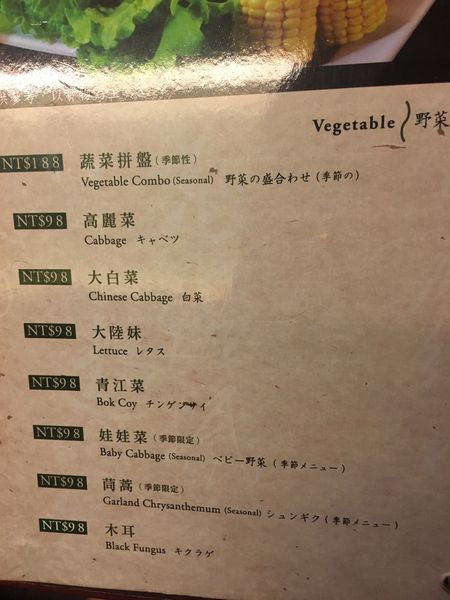 Vegetable 野菜
NT$188 蔬菜拼盤(季節性)
Vegetable Combo (Seasonal) 野菜の盛合わせ(季節の)
NT$98 高麗菜
Cabbage キャベツ
NT$98 大白菜
Chinese Cabbage 白菜
NT$98 大陸妹
Lettuce レタス
NT$98 青江菜
Bok Coy チンゲンサイ
NT$98 娃娃菜(季節限定)
Baby Cabbage (Seasonal) ベビー野菜(季節メニュー)
NT$98 茼蒿(季節限定)
Garland Chrysanthemum (Seasonal) シュンギク(季節メニュー)
NT$98 木耳
Black Fungus キクラゲ